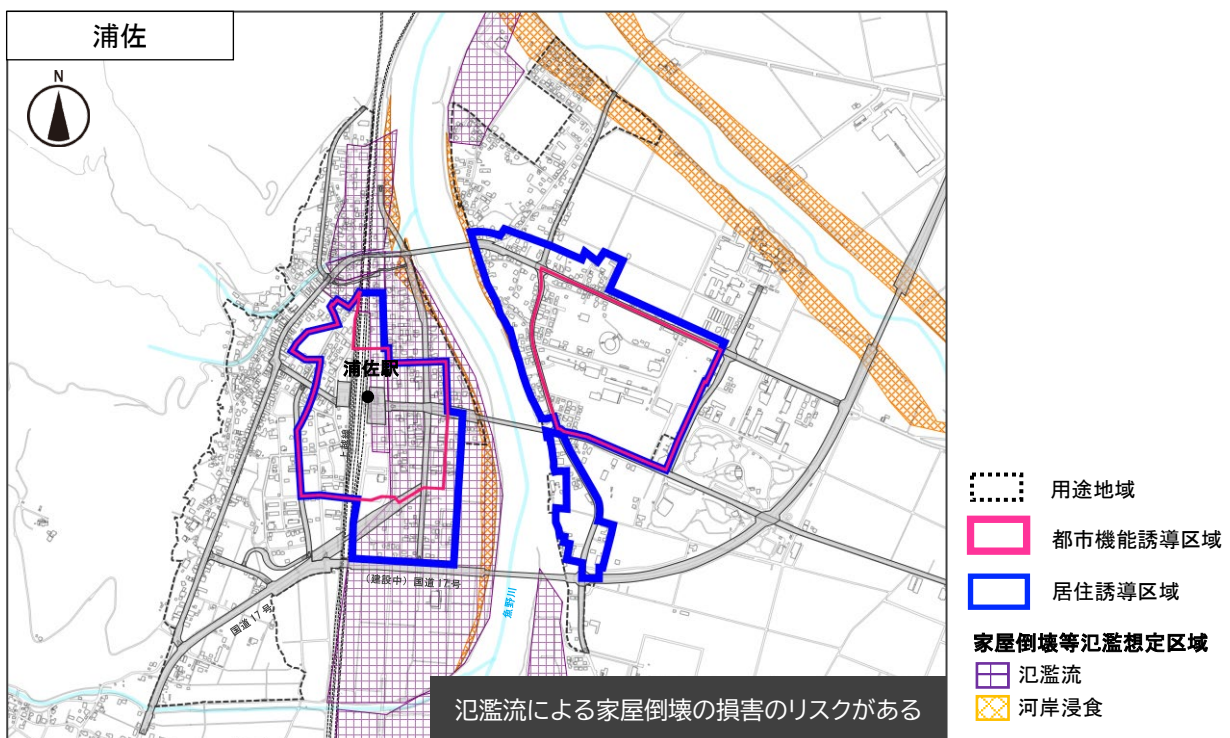 浦佐
N
浦佐駅
上越線
(建設中)国道17号
国道17号
魚野川
氾濫流による家屋倒壊の損害のリスクがある
用途地域
都市機能誘導区域
居住誘導区域
家屋倒壊等氾濫想定区域
氾濫流
河岸浸食